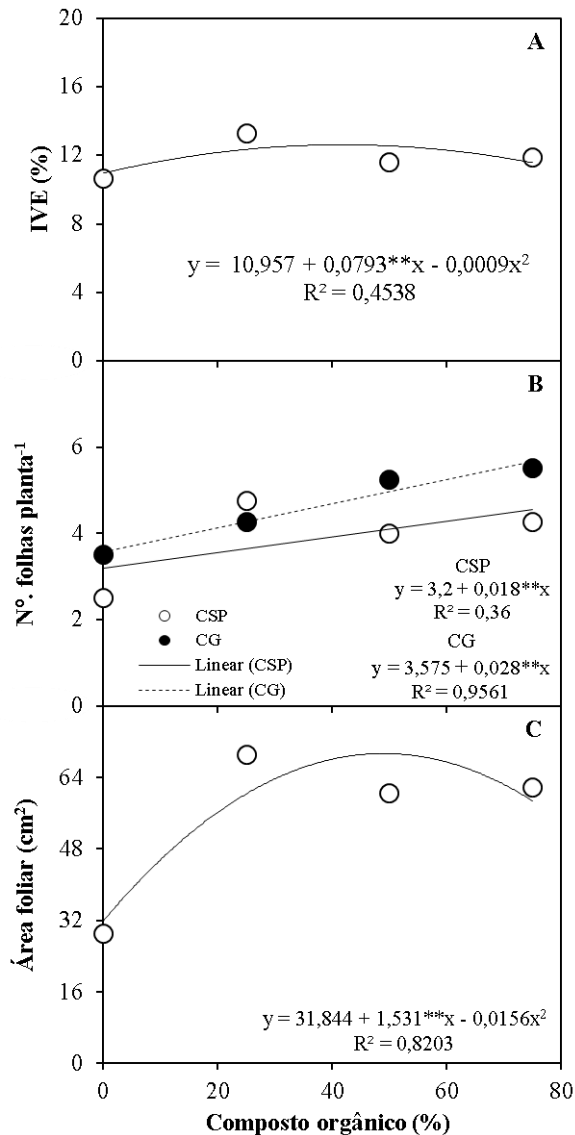 A
20
16
12
8
4
0
IVE (%)
y = 10,957 + 0,0793**x - 0,0009x²
R² = 0,4538
B
6
4
2
0
Nº. folhas planta⁻¹
CSP
y = 3,2 + 0,018**x
R² = 0,36
CG
y = 3,575 + 0,028**x
R² = 0,9561
CSP
CG
Linear (CSP)
Linear (CG)
C
64
48
32
16
0
Área foliar (cm²)
y = 31,844 + 1,531**x - 0,0156x²
R² = 0,8203
0 20 40 60 80
Composto orgânico (%)